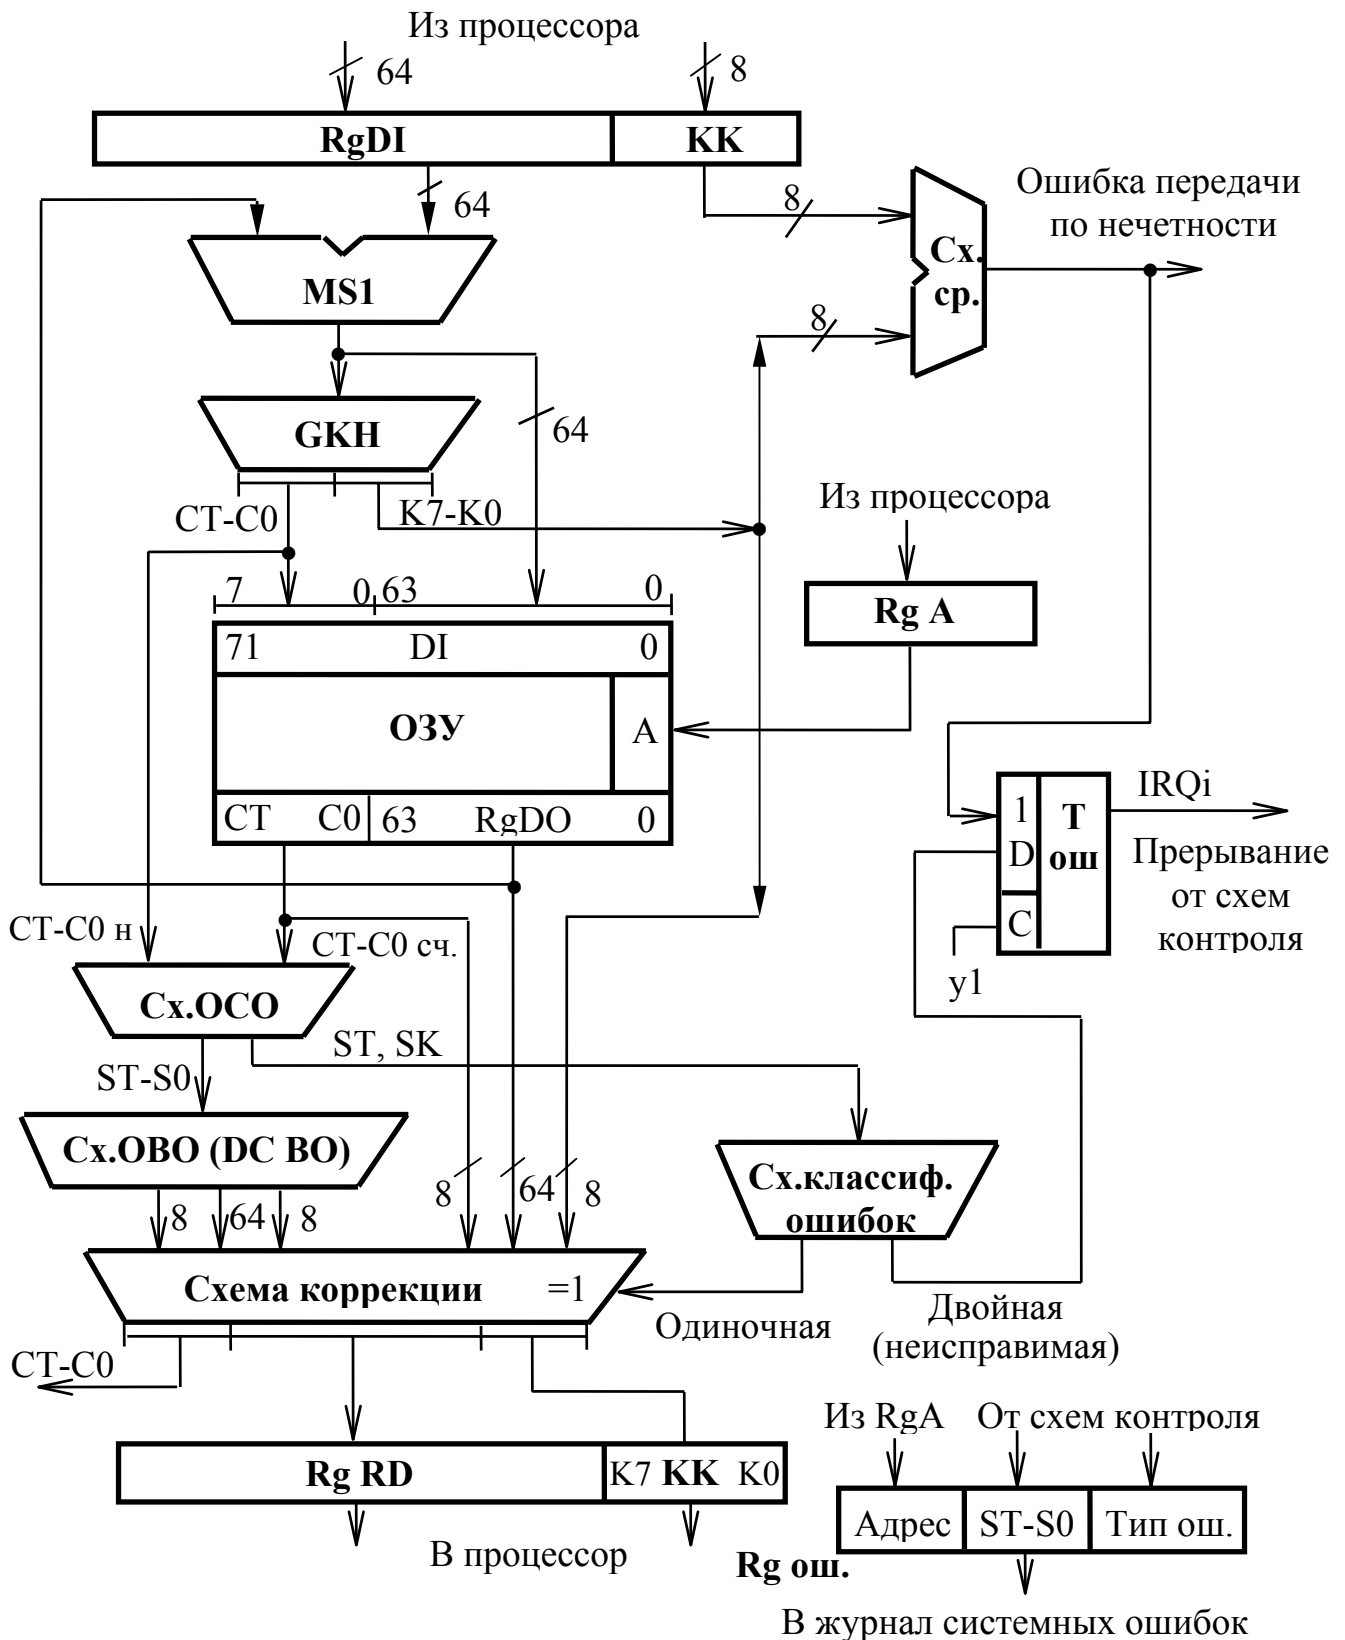 Из процессора
64
8
RgDI
KK
64
8
Ошибка передачи
по нечетности
Сх.
ср.
MS1
8
64
GKH
CT-C0
K7-K0
Из процессора
7
0
63
0
Rg A
71
DI
0
ОЗУ
A
CT
C0
63
RgDO
0
1
D
C
T
ош
IRQi
Прерывание
от схем
контроля
y1
CT-C0 н
CT-C0 сч.
Сх.ОСО
ST, SK
ST-S0
Сх.ОВО (DC ВО)
8
64
8
8
64
8
Сх.классиф.
ошибок
Схема коррекции
=1
Одиночная
Двойная
(неисправимая)
CT-C0
Из RgA
От схем контроля
Rg RD
K7
KK
K0
Адрес
ST-S0
Тип ош.
В процессор
Rg ош.
В журнал системных ошибок